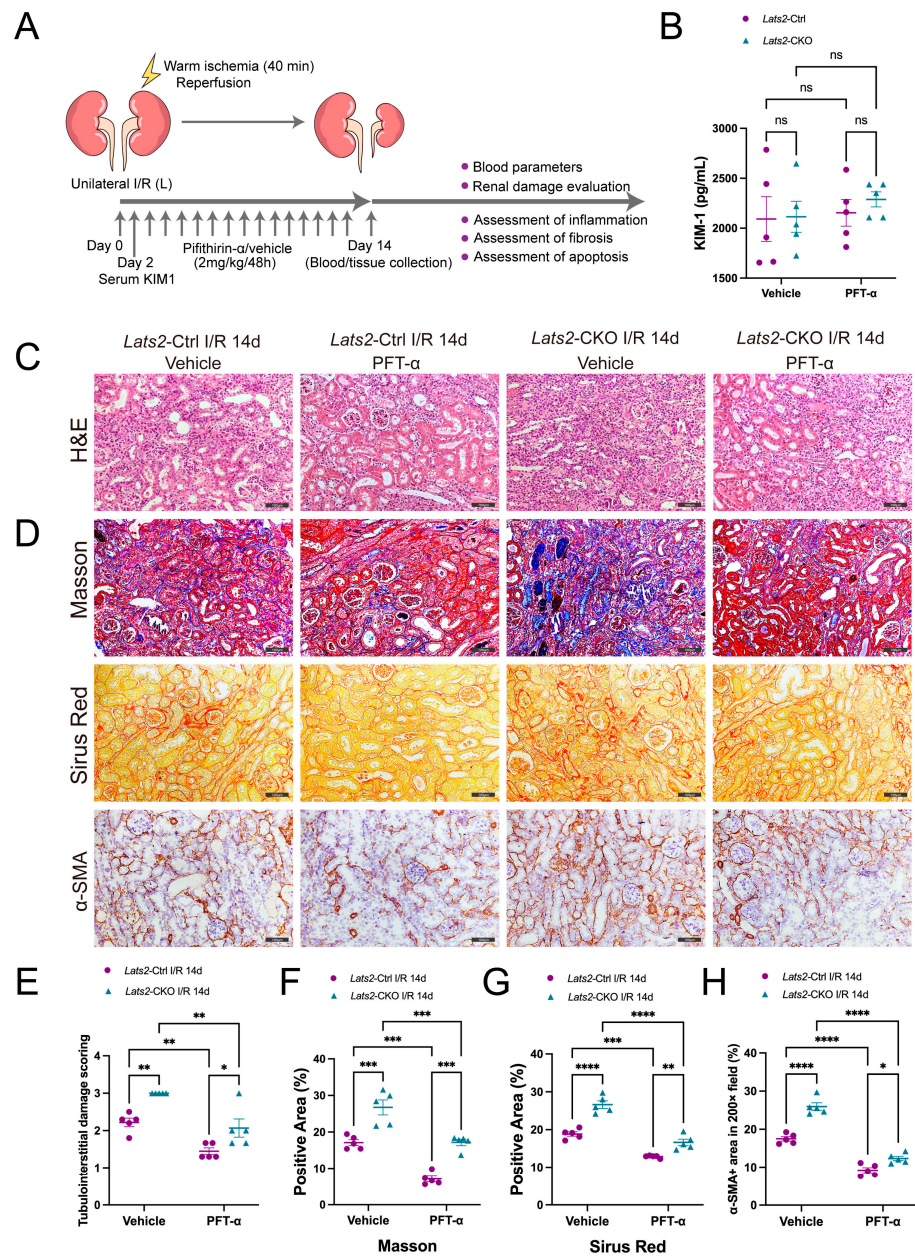 A
Warm ischemia (40 min)
Reperfusion
Unilateral I/R (L)
Blood parameters
Renal damage evaluation
Assessment of inflammation
Assessment of fibrosis
Assessment of apoptosis
Day 0
Day 2
Serum KIM1
Pifithrin-α/vehicle
(2mg/kg/48h)
Day 14
(Blood/tissue collection)
B
Lats2-Ctrl
Lats2-CKO
ns
ns
ns
ns
KIM-1 (pg/mL)
3000
2500
2000
1500
Vehicle
PFT-α
C
Lats2-Ctrl I/R 14d
Vehicle
Lats2-Ctrl I/R 14d
PFT-α
Lats2-CKO I/R 14d
Vehicle
Lats2-CKO I/R 14d
PFT-α
H&E
D
Masson
Sirus Red
α-SMA
E
Lats2-Ctrl I/R 14d
Lats2-CKO I/R 14d
**
**
**
*
Tubulointerstitial damage scoring
4
3
2
1
0
Vehicle
PFT-α
F
Lats2-Ctrl I/R 14d
Lats2-CKO I/R 14d
***
***
***
***
Positive Area (%)
40
30
20
10
0
Vehicle
PFT-α
Masson
G
Lats2-Ctrl I/R 14d
Lats2-CKO I/R 14d
****
***
****
**
Positive Area (%)
40
30
20
10
0
Vehicle
PFT-α
Sirus Red
H
Lats2-Ctrl I/R 14d
Lats2-CKO I/R 14d
****
****
****
*
α-SMA+ area in 200× field (%)
40
30
20
10
0
Vehicle
PFT-α